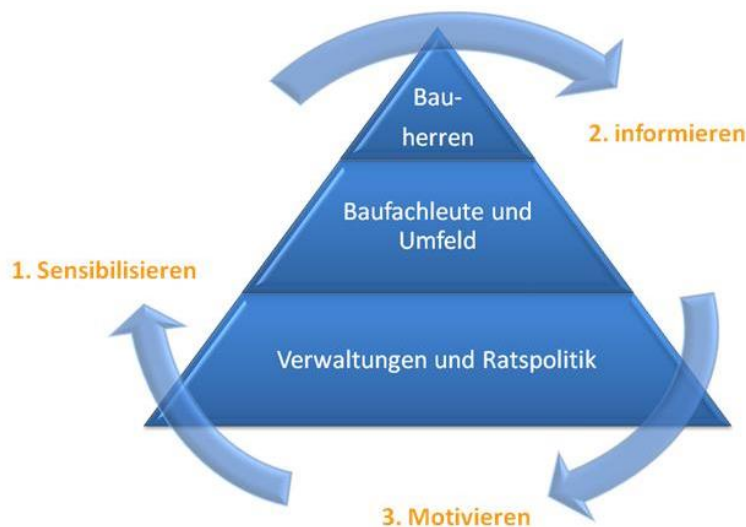 Bau-
herren
2. informieren
Baufachleute und
Umfeld
1. Sensibilisieren
Verwaltungen und Ratspolitik
3. Motivieren